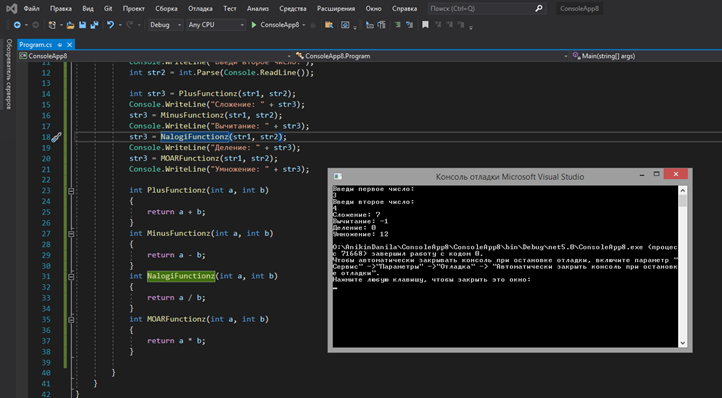 Файл Правка Вид Git Проект Сборка Отладка Тест Анализ Средства Расширения Окно Справка Поиск (Ctrl+Q) ConsoleApp8
Debug Any CPU ConsoleApp8
Обозреватель серверов
Program.cs
ConsoleApp8 ConsoleApp8.Program Main(string[] args)
11 Console.WriteLine("Введи второе число:");
12 int str2 = int.Parse(Console.ReadLine());
13
14 int str3 = PlusFunctionz(str1, str2);
15 Console.WriteLine("Сложение: " + str3);
16 str3 = MinusFunctionz(str1, str2);
17 Console.WriteLine("Вычитание: " + str3);
18 str3 = NalogiFunctionz(str1, str2);
19 Console.WriteLine("Деление: " + str3);
20 str3 = MOARFunctionz(str1, str2);
21 Console.WriteLine("Умножение: " + str3);
22
23 int PlusFunctionz(int a, int b)
24 {
25 return a + b;
26 }
27 int MinusFunctionz(int a, int b)
28 {
29 return a - b;
30 }
31 int NalogiFunctionz(int a, int b)
32 {
33 return a / b;
34 }
35 int MOARFunctionz(int a, int b)
36 {
37 return a * b;
38 }
39
40 }
41 }
42 }
Консоль отладки Microsoft Visual Studio
Введи первое число:
3
Введи второе число:
4
Сложение: 7
Вычитание: -1
Деление: 0
Умножение: 12
O:\AnikinDanila\ConsoleApp8\ConsoleApp8\bin\Debug\net5.0\ConsoleApp8.exe (процес
с 71668) завершил работу с кодом 0.
Чтобы автоматически закрывать консоль при остановке отладки, включите параметр "
Сервис" ->"Параметры" ->"Отладка" -> "Автоматически закрыть консоль при остановк
е отладки".
Нажмите любую клавишу, чтобы закрыть это окно: